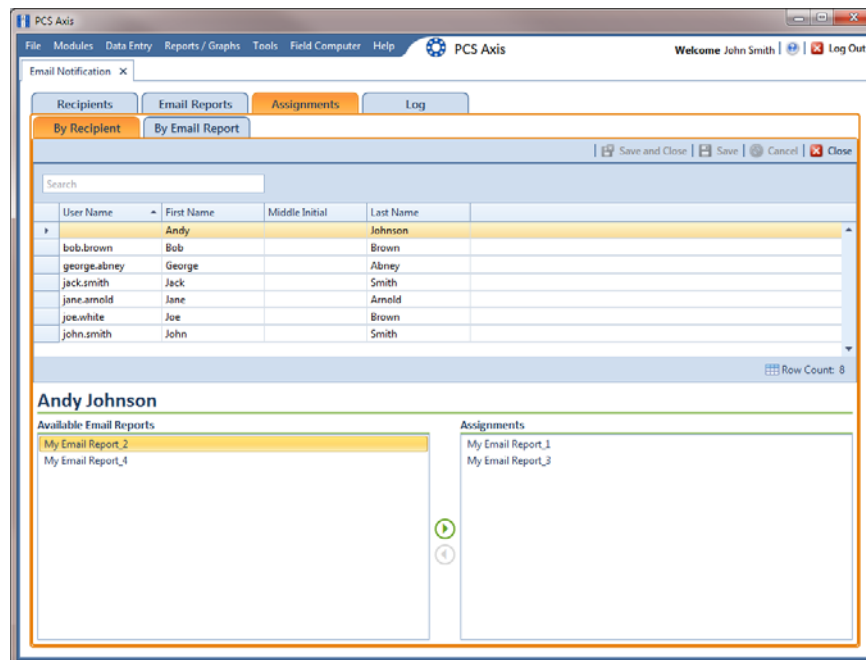 PCS Axis
File Modules Data Entry Reports / Graphs Tools Field Computer Help PCS Axis Welcome John Smith Log Out
Email Notification X
Recipients Email Reports Assignments Log
By Recipient By Email Report
Save and Close Save Cancel Close
Search
User Name First Name Middle Initial Last Name
Andy Johnson
bob.brown Bob Brown
george.abney George Abney
jack.smith Jack Smith
jane.arnold Jane Arnold
joe.white Joe Brown
john.smith John Smith
Row Count: 8
Andy Johnson
Available Email Reports Assignments
My Email Report_2 My Email Report_1
My Email Report_4 My Email Report_3